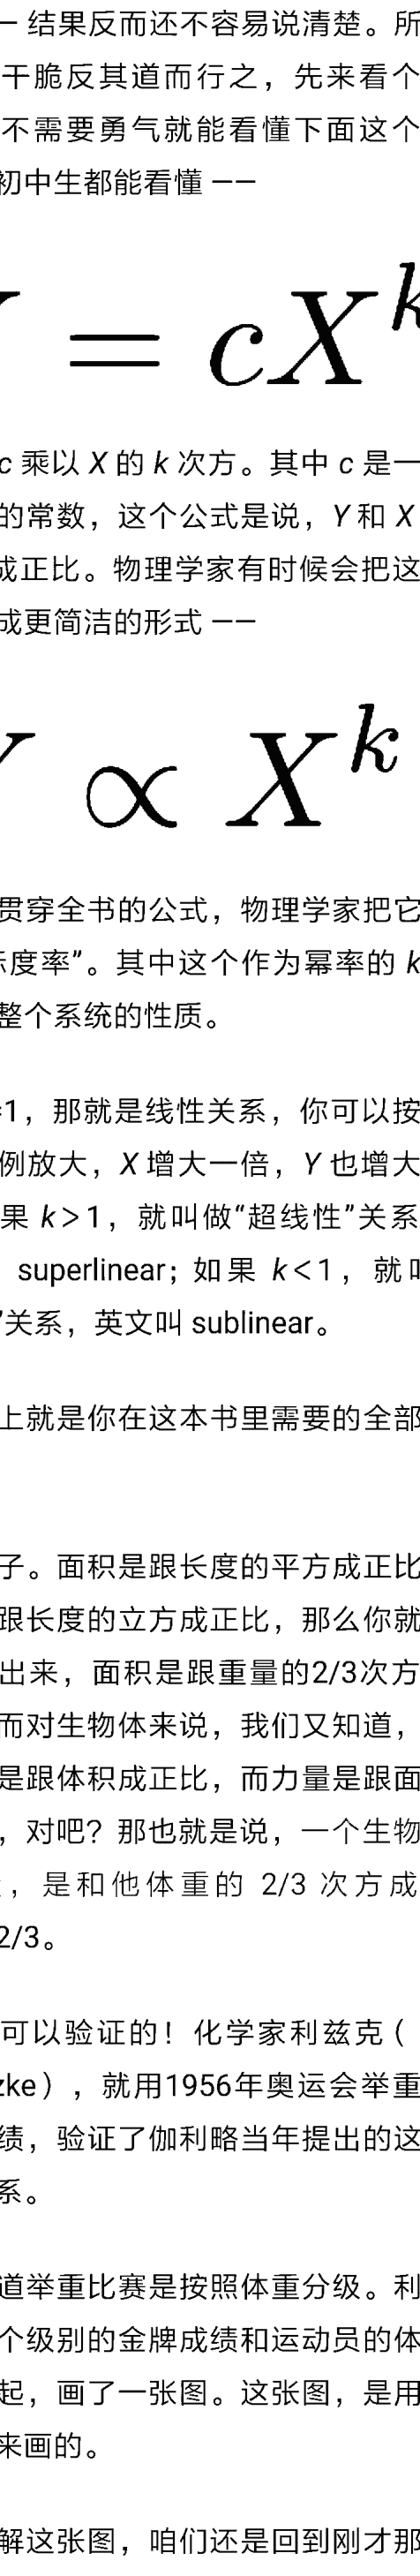 结果反而还不容易说清楚。所
干脆反其道而行之，先来看个
不需要勇气就能看懂下面这个
初中生都能看懂 ——
= cX^k
c 乘以 X 的 k 次方。其中 c 是一
的常数，这个公式是说，Y 和 X
成正比。物理学家有时候会把这
成更简洁的形式 ——
Y ∝ X^k
贯穿全书的公式，物理学家把它
度率”。其中这个作为幂率的 k
整个系统的性质。
1，那就是线性关系，你可以按
例放大，X 增大一倍，Y 也增大
果 k>1，就叫做“超线性”关系
superlinear；如果 k<1，就叫
”关系，英文叫 sublinear。
上就是你在这本书里需要的全部
子。面积是跟长度的平方成正比
跟长度的立方成正比，那么你就
出来，面积是跟重量的2/3次方
而对生物体来说，我们又知道，
是跟体积成正比，而力量是跟面
，对吧？那也就是说，一个生物
，是和他体重的 2/3 次方成
2/3。
可以验证的！化学家利兹克（
zke），就用1956年奥运会举重
绩，验证了伽利略当年提出的这
系。
道举重比赛是按照体重分级。利
个级别的金牌成绩和运动员的体
起，画了一张图。这张图，是用
来画的。
解这张图，咱们还是回到刚才那